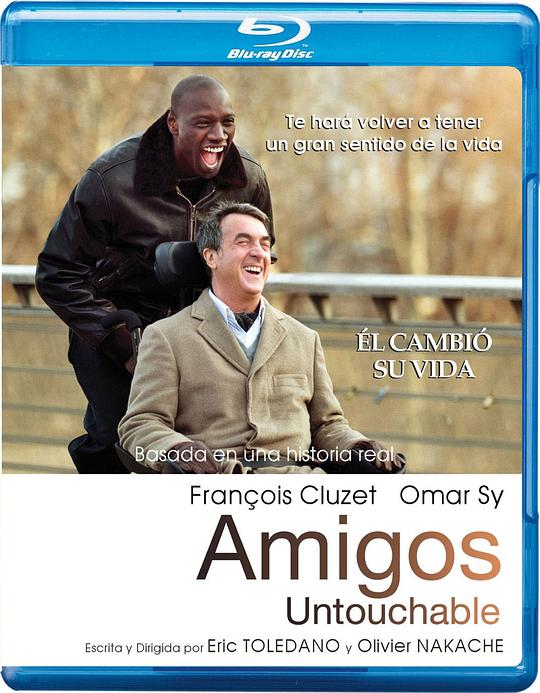 Blu-ray Disc
Te hará volver a tener
un gran sentido de la vida
ÉL CAMBIÓ
SU VIDA
Basada en una historia real
François Cluzet Omar Sy
Amigos
Untouchable
Escrita y Dirigida por Eric TOLEDANO y Olivier NAKACHE